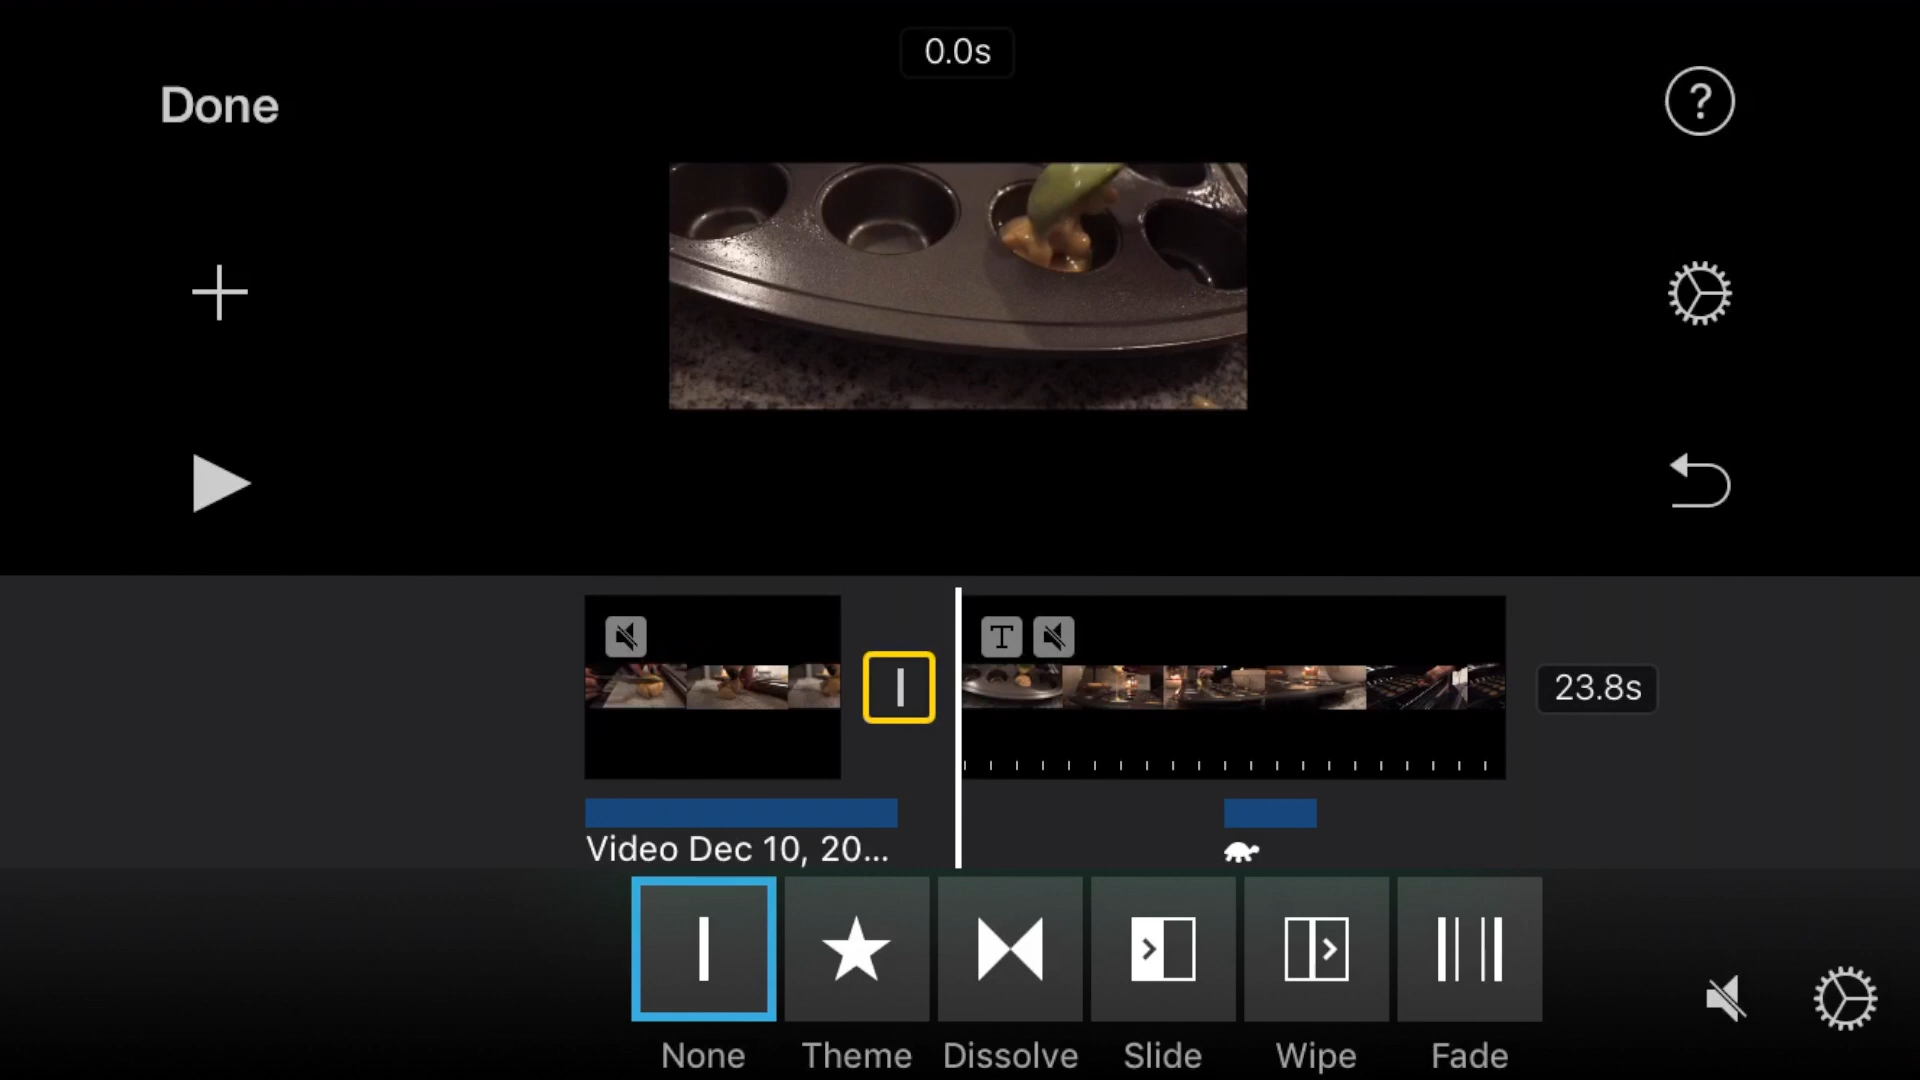 0.0s
Done
?
T
23.8s
Video Dec 10, 20...
None Theme Dissolve Slide Wipe Fade